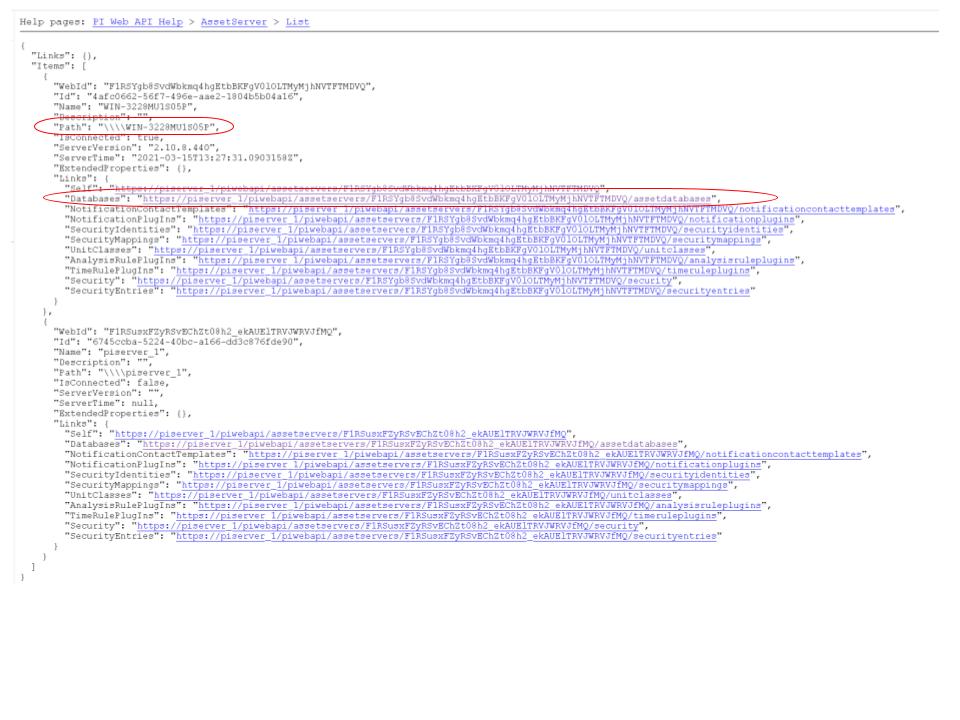 Help pages: PI Web API Help > AssetServer > List
{
"Links": {},
"Items": [
{
"WebId": "F1RSYgb8SvdWbkmq4hgEtbBKFgV0lOLTMyMjhNVTFTMDVQ",
"Id": "4afc0662-56f7-496e-aae2-1804b5b04a16",
"Name": "WIN-3228MU1S05P",
"Description": "",
"Path": "\\\\WIN-3228MU1S05P",
"IsConnected": true,
"ServerVersion": "2.10.8.440",
"ServerTime": "2021-03-15T13:27:31.0903158Z",
"ExtendedProperties": {},
"Links": {
"Self": "https://piserver_1/piwebapi/assetservers/F1RSYgb8SvdWbkmq4hgEtbBKFgV0lOLTMyMjhNVTFTMDVQ",
"Databases": "https://piserver_1/piwebapi/assetservers/F1RSYgb8SvdWbkmq4hgEtbBKFgV0lOLTMyMjhNVTFTMDVQ/assetdatabases",
"NotificationContactTemplates": "https://piserver_1/piwebapi/assetservers/F1RSYgb8SvdWbkmq4hgEtbBKFgV0lOLTMyMjhNVTFTMDVQ/notificationcontacttemplates",
"NotificationPlugIns": "https://piserver_1/piwebapi/assetservers/F1RSYgb8SvdWbkmq4hgEtbBKFgV0lOLTMyMjhNVTFTMDVQ/notificationplugins",
"SecurityIdentities": "https://piserver_1/piwebapi/assetservers/F1RSYgb8SvdWbkmq4hgEtbBKFgV0lOLTMyMjhNVTFTMDVQ/securityidentities",
"SecurityMappings": "https://piserver_1/piwebapi/assetservers/F1RSYgb8SvdWbkmq4hgEtbBKFgV0lOLTMyMjhNVTFTMDVQ/securitymappings",
"UnitClasses": "https://piserver_1/piwebapi/assetservers/F1RSYgb8SvdWbkmq4hgEtbBKFgV0lOLTMyMjhNVTFTMDVQ/unitclasses",
"AnalysisRulePlugIns": "https://piserver_1/piwebapi/assetservers/F1RSYgb8SvdWbkmq4hgEtbBKFgV0lOLTMyMjhNVTFTMDVQ/analysisruleplugins",
"TimeRulePlugIns": "https://piserver_1/piwebapi/assetservers/F1RSYgb8SvdWbkmq4hgEtbBKFgV0lOLTMyMjhNVTFTMDVQ/timeruleplugins",
"Security": "https://piserver_1/piwebapi/assetservers/F1RSYgb8SvdWbkmq4hgEtbBKFgV0lOLTMyMjhNVTFTMDVQ/security",
"SecurityEntries": "https://piserver_1/piwebapi/assetservers/F1RSYgb8SvdWbkmq4hgEtbBKFgV0lOLTMyMjhNVTFTMDVQ/securityentries"
}
},
{
"WebId": "F1RSusxFZyRSvEChZt08h2_ekAUElTRVJWRVJfMQ",
"Id": "6745ccba-5224-40bc-a166-dd3c876fde90",
"Name": "piserver_1",
"Description": "",
"Path": "\\\\piserver_1",
"IsConnected": false,
"ServerVersion": "",
"ServerTime": null,
"ExtendedProperties": {},
"Links": {
"Self": "https://piserver_1/piwebapi/assetservers/F1RSusxFZyRSvEChZt08h2_ekAUElTRVJWRVJfMQ",
"Databases": "https://piserver_1/piwebapi/assetservers/F1RSusxFZyRSvEChZt08h2_ekAUElTRVJWRVJfMQ/assetdatabases",
"NotificationContactTemplates": "https://piserver_1/piwebapi/assetservers/F1RSusxFZyRSvEChZt08h2_ekAUElTRVJWRVJfMQ/notificationcontacttemplates",
"NotificationPlugIns": "https://piserver_1/piwebapi/assetservers/F1RSusxFZyRSvEChZt08h2_ekAUElTRVJWRVJfMQ/notificationplugins",
"SecurityIdentities": "https://piserver_1/piwebapi/assetservers/F1RSusxFZyRSvEChZt08h2_ekAUElTRVJWRVJfMQ/securityidentities",
"SecurityMappings": "https://piserver_1/piwebapi/assetservers/F1RSusxFZyRSvEChZt08h2_ekAUElTRVJWRVJfMQ/securitymappings",
"UnitClasses": "https://piserver_1/piwebapi/assetservers/F1RSusxFZyRSvEChZt08h2_ekAUElTRVJWRVJfMQ/unitclasses",
"AnalysisRulePlugIns": "https://piserver_1/piwebapi/assetservers/F1RSusxFZyRSvEChZt08h2_ekAUElTRVJWRVJfMQ/analysisruleplugins",
"TimeRulePlugIns": "https://piserver_1/piwebapi/assetservers/F1RSusxFZyRSvEChZt08h2_ekAUElTRVJWRVJfMQ/timeruleplugins",
"Security": "https://piserver_1/piwebapi/assetservers/F1RSusxFZyRSvEChZt08h2_ekAUElTRVJWRVJfMQ/security",
"SecurityEntries": "https://piserver_1/piwebapi/assetservers/F1RSusxFZyRSvEChZt08h2_ekAUElTRVJWRVJfMQ/securityentries"
}
}
]
}